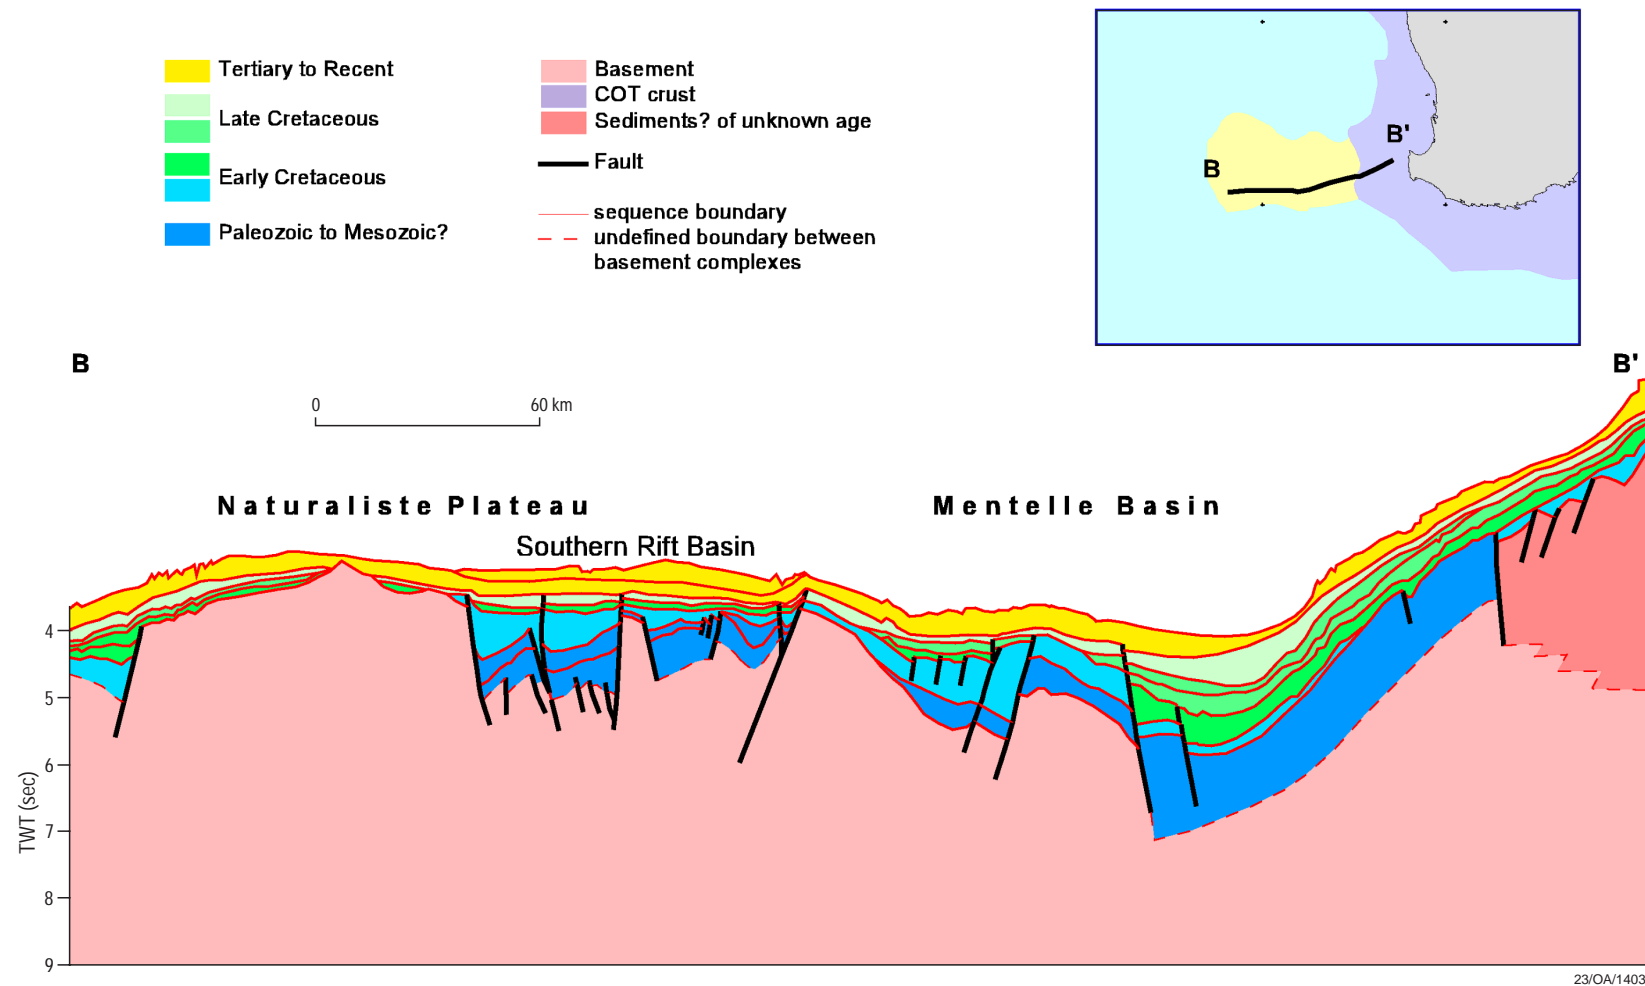 Tertiary to Recent
Late Cretaceous
Early Cretaceous
Paleozoic to Mesozoic?
Basement
COT crust
Sediments? of unknown age
Fault
sequence boundary
undefined boundary between
basement complexes
B
B'
B
B'
0 60 km
Naturaliste Plateau
Mentelle Basin
Southern Rift Basin
TWT (sec)
4
5
6
7
8
9
23/OA/1403